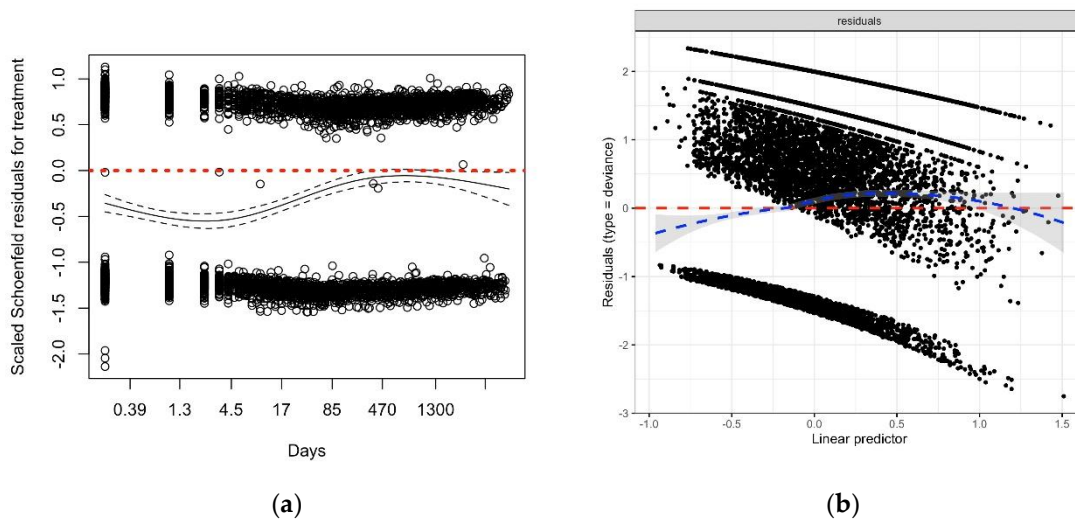 Scaled Schoenfeld residuals for treatment
1.0
0.5
0.0
-0.5
-1.0
-1.5
-2.0
0.39 1.3 4.5 17 85 470 1300
Days
(a)
residuals
Residuals (type = deviance)
2
1
0
-1
-2
-3
-1.0 -0.5 0.0 0.5 1.0 1.5
Linear predictor
(b)